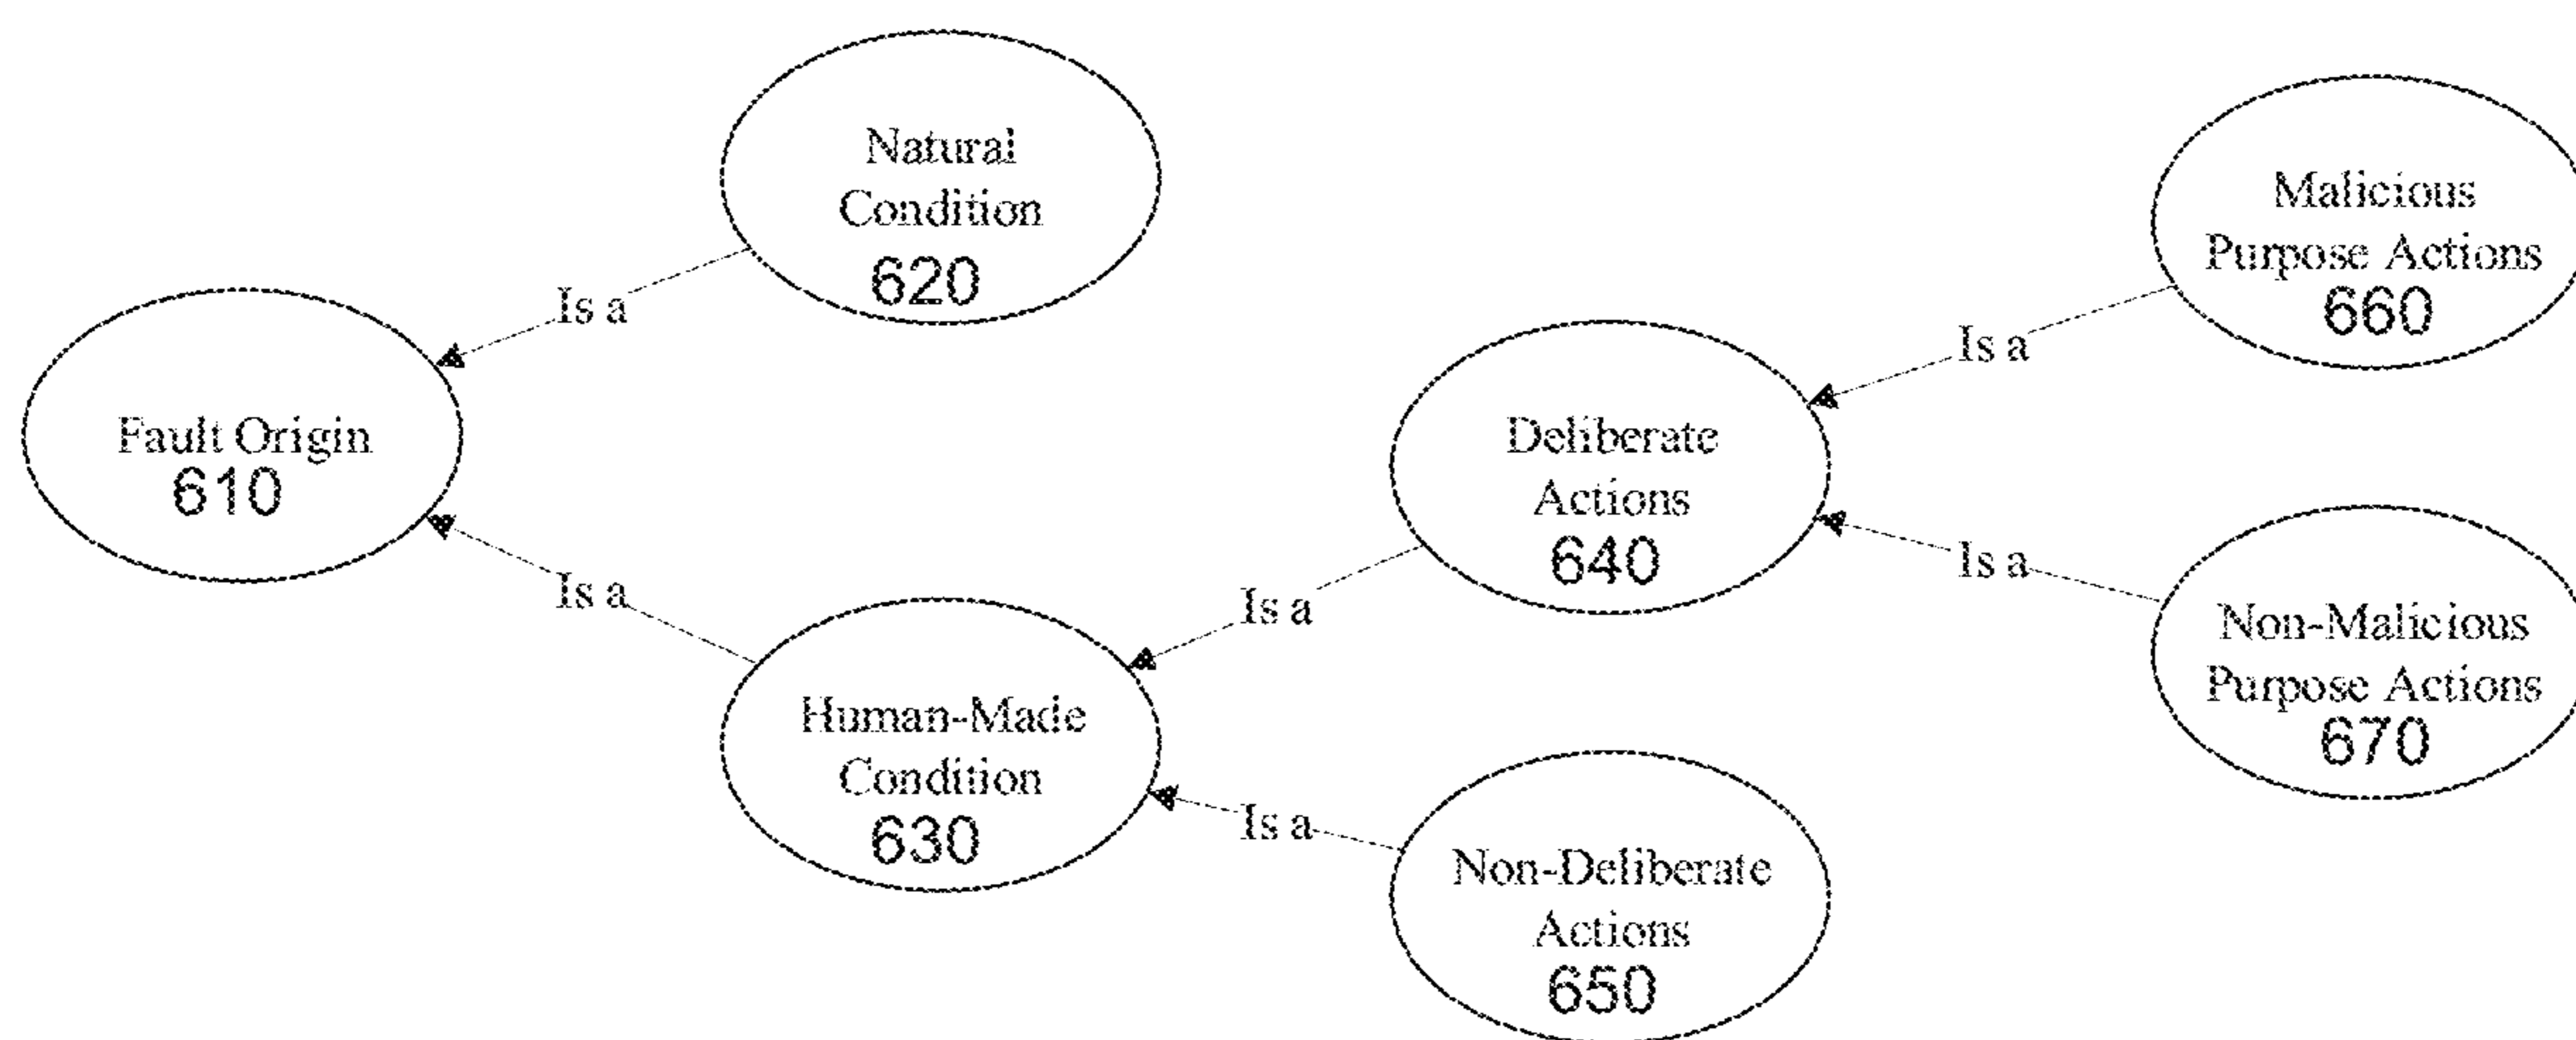 Natural
Condition
620
Malicious
Purpose Actions
660
Is a
Is a
Fault Origin
610
Deliberate
Actions
640
Is a
Is a
Is a
Non-Malicious
Purpose Actions
670
Human-Made
Condition
630
Is a
Non-Deliberate
Actions
650